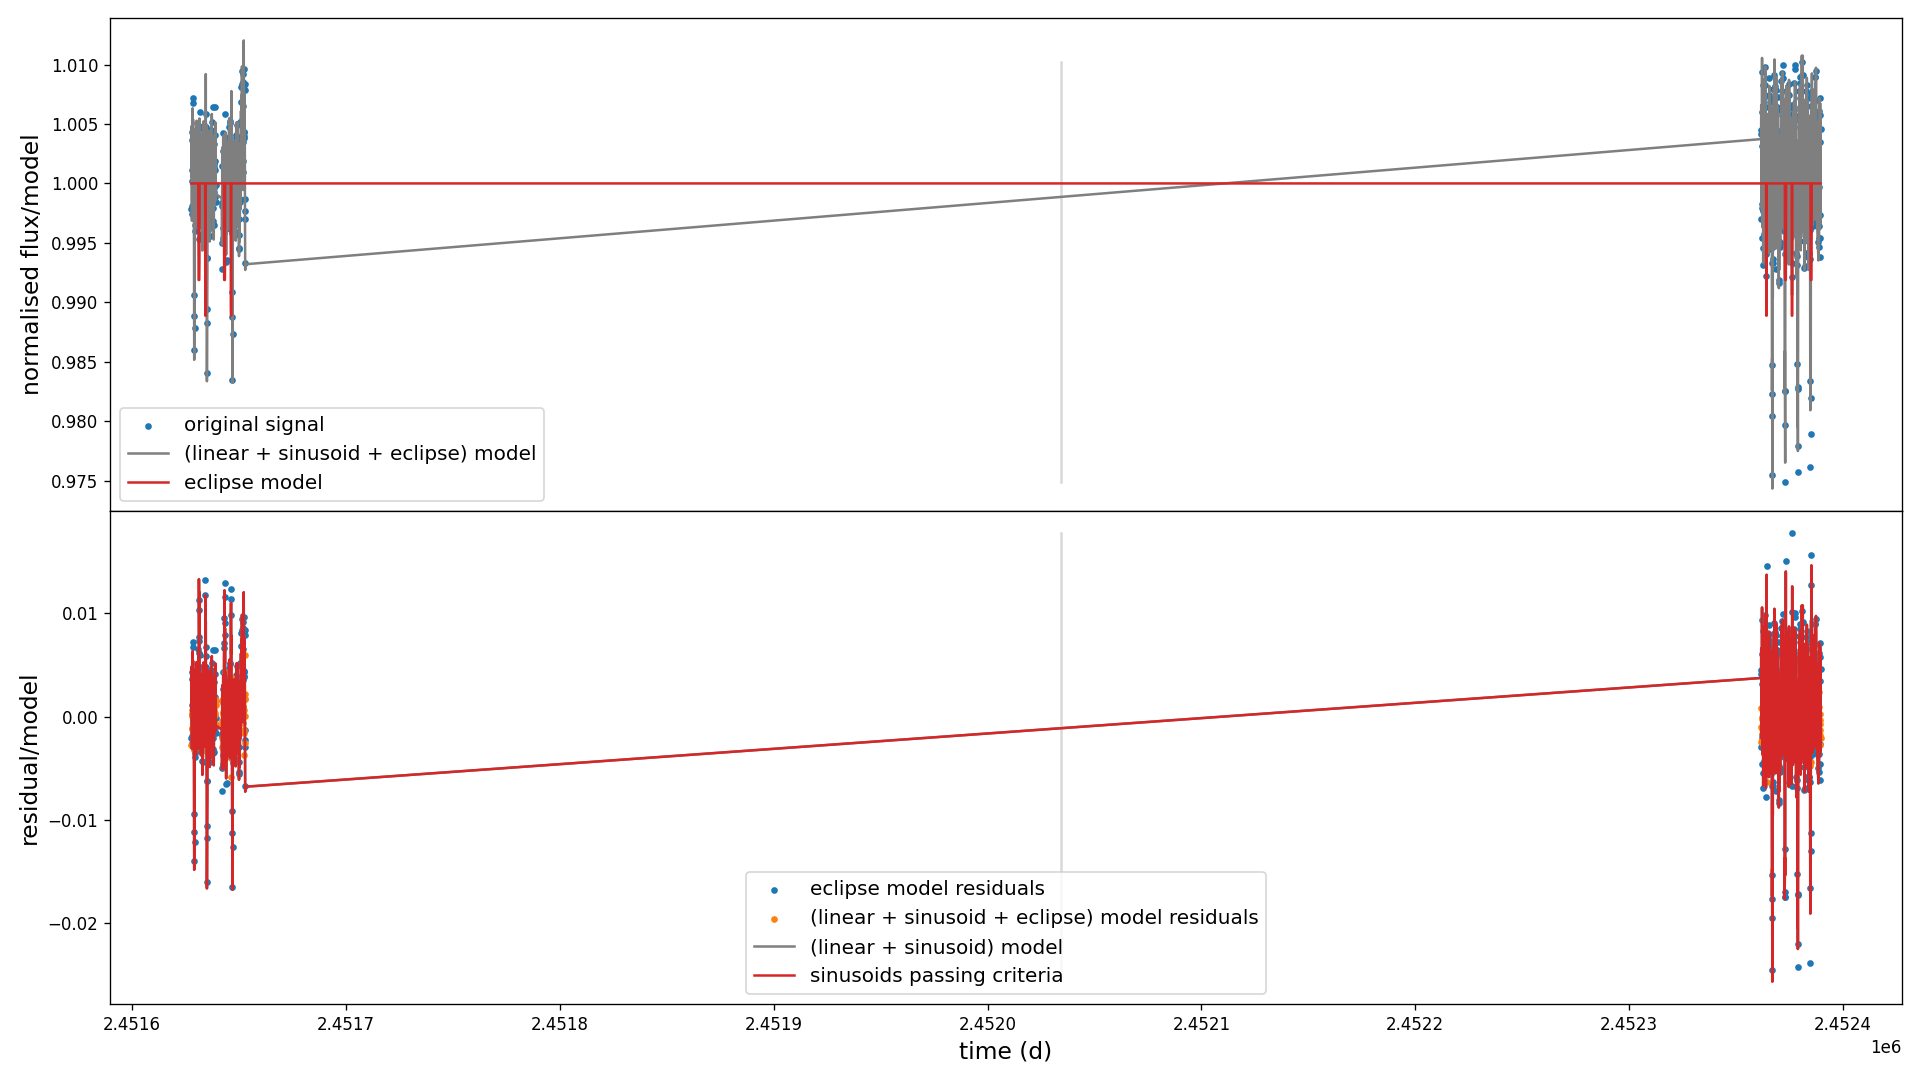 normalised flux/model
1.010
1.005
1.000
0.995
0.990
0.985
0.980
0.975
original signal
(linear + sinusoid + eclipse) model
eclipse model
residual/model
0.01
0.00
−0.01
−0.02
eclipse model residuals
(linear + sinusoid + eclipse) model residuals
(linear + sinusoid) model
sinusoids passing criteria
2.4516 2.4517 2.4518 2.4519 2.4520 2.4521 2.4522 2.4523 2.4524
1e6
time (d)